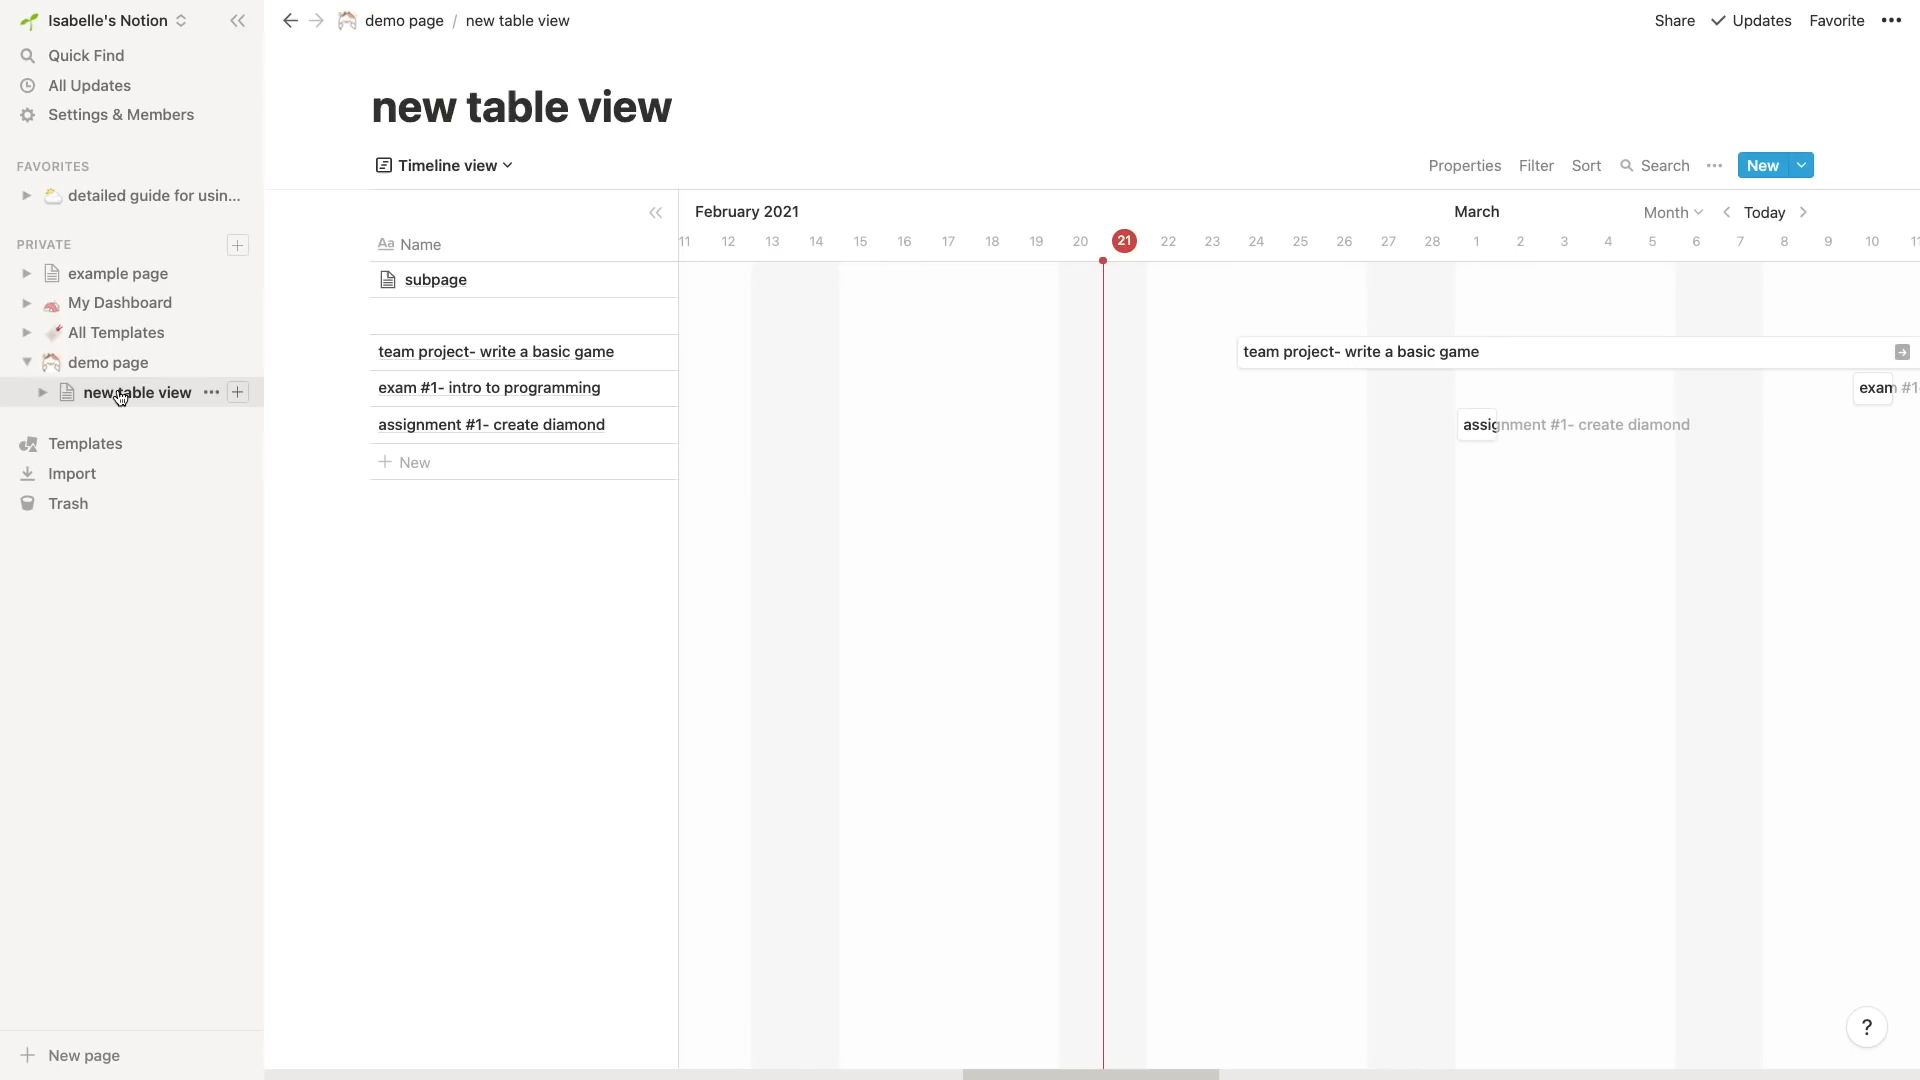 Isabelle's Notion
Quick Find
All Updates
Settings & Members
FAVORITES
detailed guide for usin...
PRIVATE
example page
My Dashboard
All Templates
demo page
new table view
Templates
Import
Trash
New page
demo page / new table view
Share
Updates
Favorite
new table view
Timeline view
Properties
Filter
Sort
Search
New
February 2021
March
Month
Today
Aa Name
11 12 13 14 15 16 17 18 19 20 21 22 23 24 25 26 27 28 1 2 3 4 5 6 7 8 9 10 11
subpage
team project- write a basic game
exam #1- intro to programming
assignment #1- create diamond
New
team project- write a basic game
exam #1
assignment #1- create diamond
?